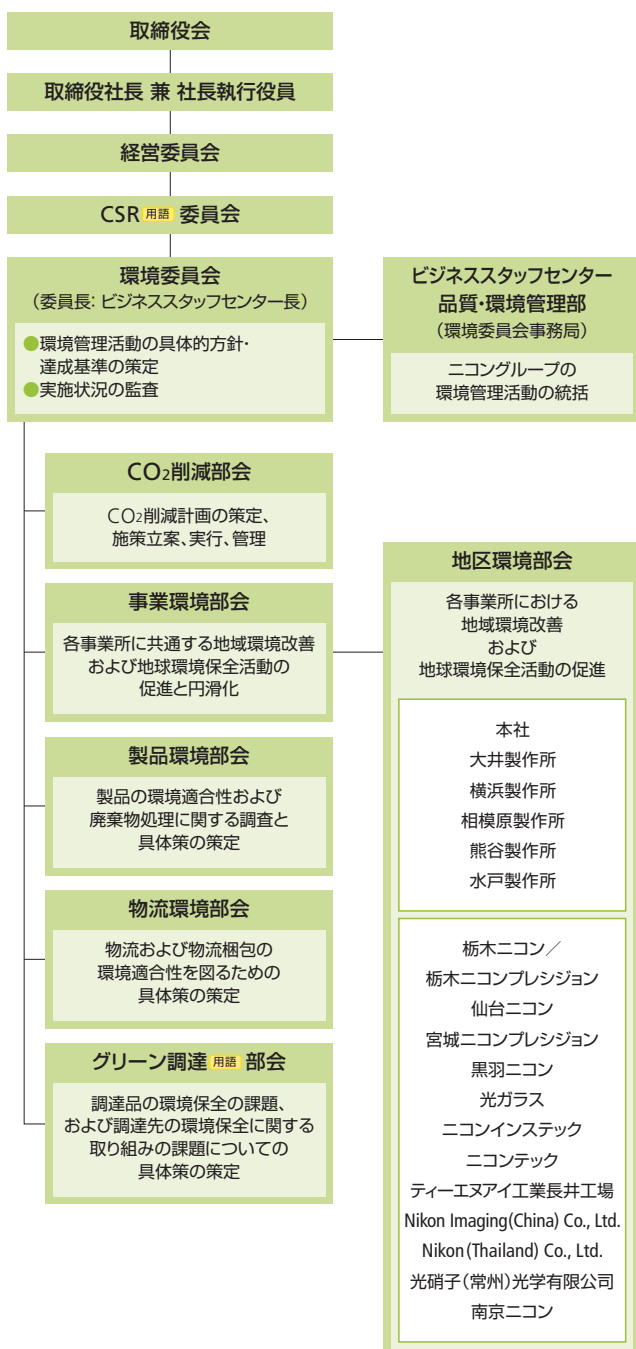 取締役会
取締役社長 兼 社長執行役員
経営委員会
CSR 用語 委員会
環境委員会
（委員長: ビジネススタッフセンター長）
●環境管理活動の具体的方針・
達成基準の策定
●実施状況の監査
ビジネススタッフセンター
品質・環境管理部
（環境委員会事務局）
ニコングループの
環境管理活動の統括
CO2削減部会
CO2削減計画の策定、
施策立案、実行、管理
事業環境部会
各事業所に共通する地域環境改善
および地球環境保全活動の
促進と円滑化
地区環境部会
各事業所における
地域環境改善
および
地球環境保全活動の促進
本社
大井製作所
横浜製作所
相模原製作所
熊谷製作所
水戸製作所
栃木ニコン／
栃木ニコンプレシジョン
仙台ニコン
宮城ニコンプレシジョン
黒羽ニコン
光ガラス
ニコンインステック
ニコンテック
ティーエヌアイ工業長井工場
Nikon Imaging(China) Co., Ltd.
Nikon(Thailand) Co., Ltd.
光硝子（常州）光学有限公司
南京ニコン
製品環境部会
製品の環境適合性および
廃棄物処理に関する調査と
具体策の策定
物流環境部会
物流および物流梱包の
環境適合性を図るための
具体策の策定
グリーン調達 用語 部会
調達品の環境保全の課題、
および調達先の環境保全に関する
取り組みの課題についての
具体策の策定